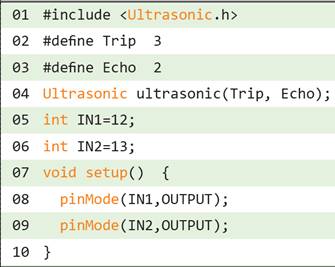 01 #include <Ultrasonic.h>
02 #define Trip  3
03 #define Echo  2
04 Ultrasonic ultrasonic(Trip, Echo);
05 int IN1=12;
06 int IN2=13;
07 void setup()  {
08   pinMode(IN1,OUTPUT);
09   pinMode(IN2,OUTPUT);
10 }